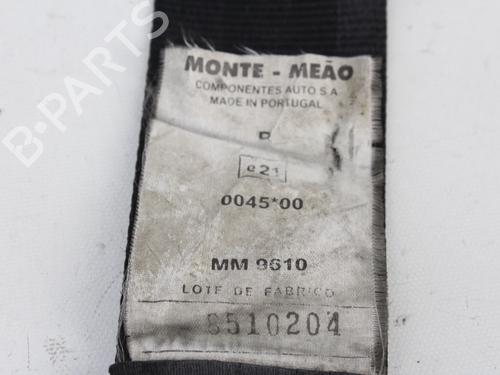 MONTE - MEÃO
COMPONENTES AUTO S.A
MADE IN PORTUGAL
e21
0045*00
MM 9610
LOTE DE FABRICO
8510204
B-PARTS